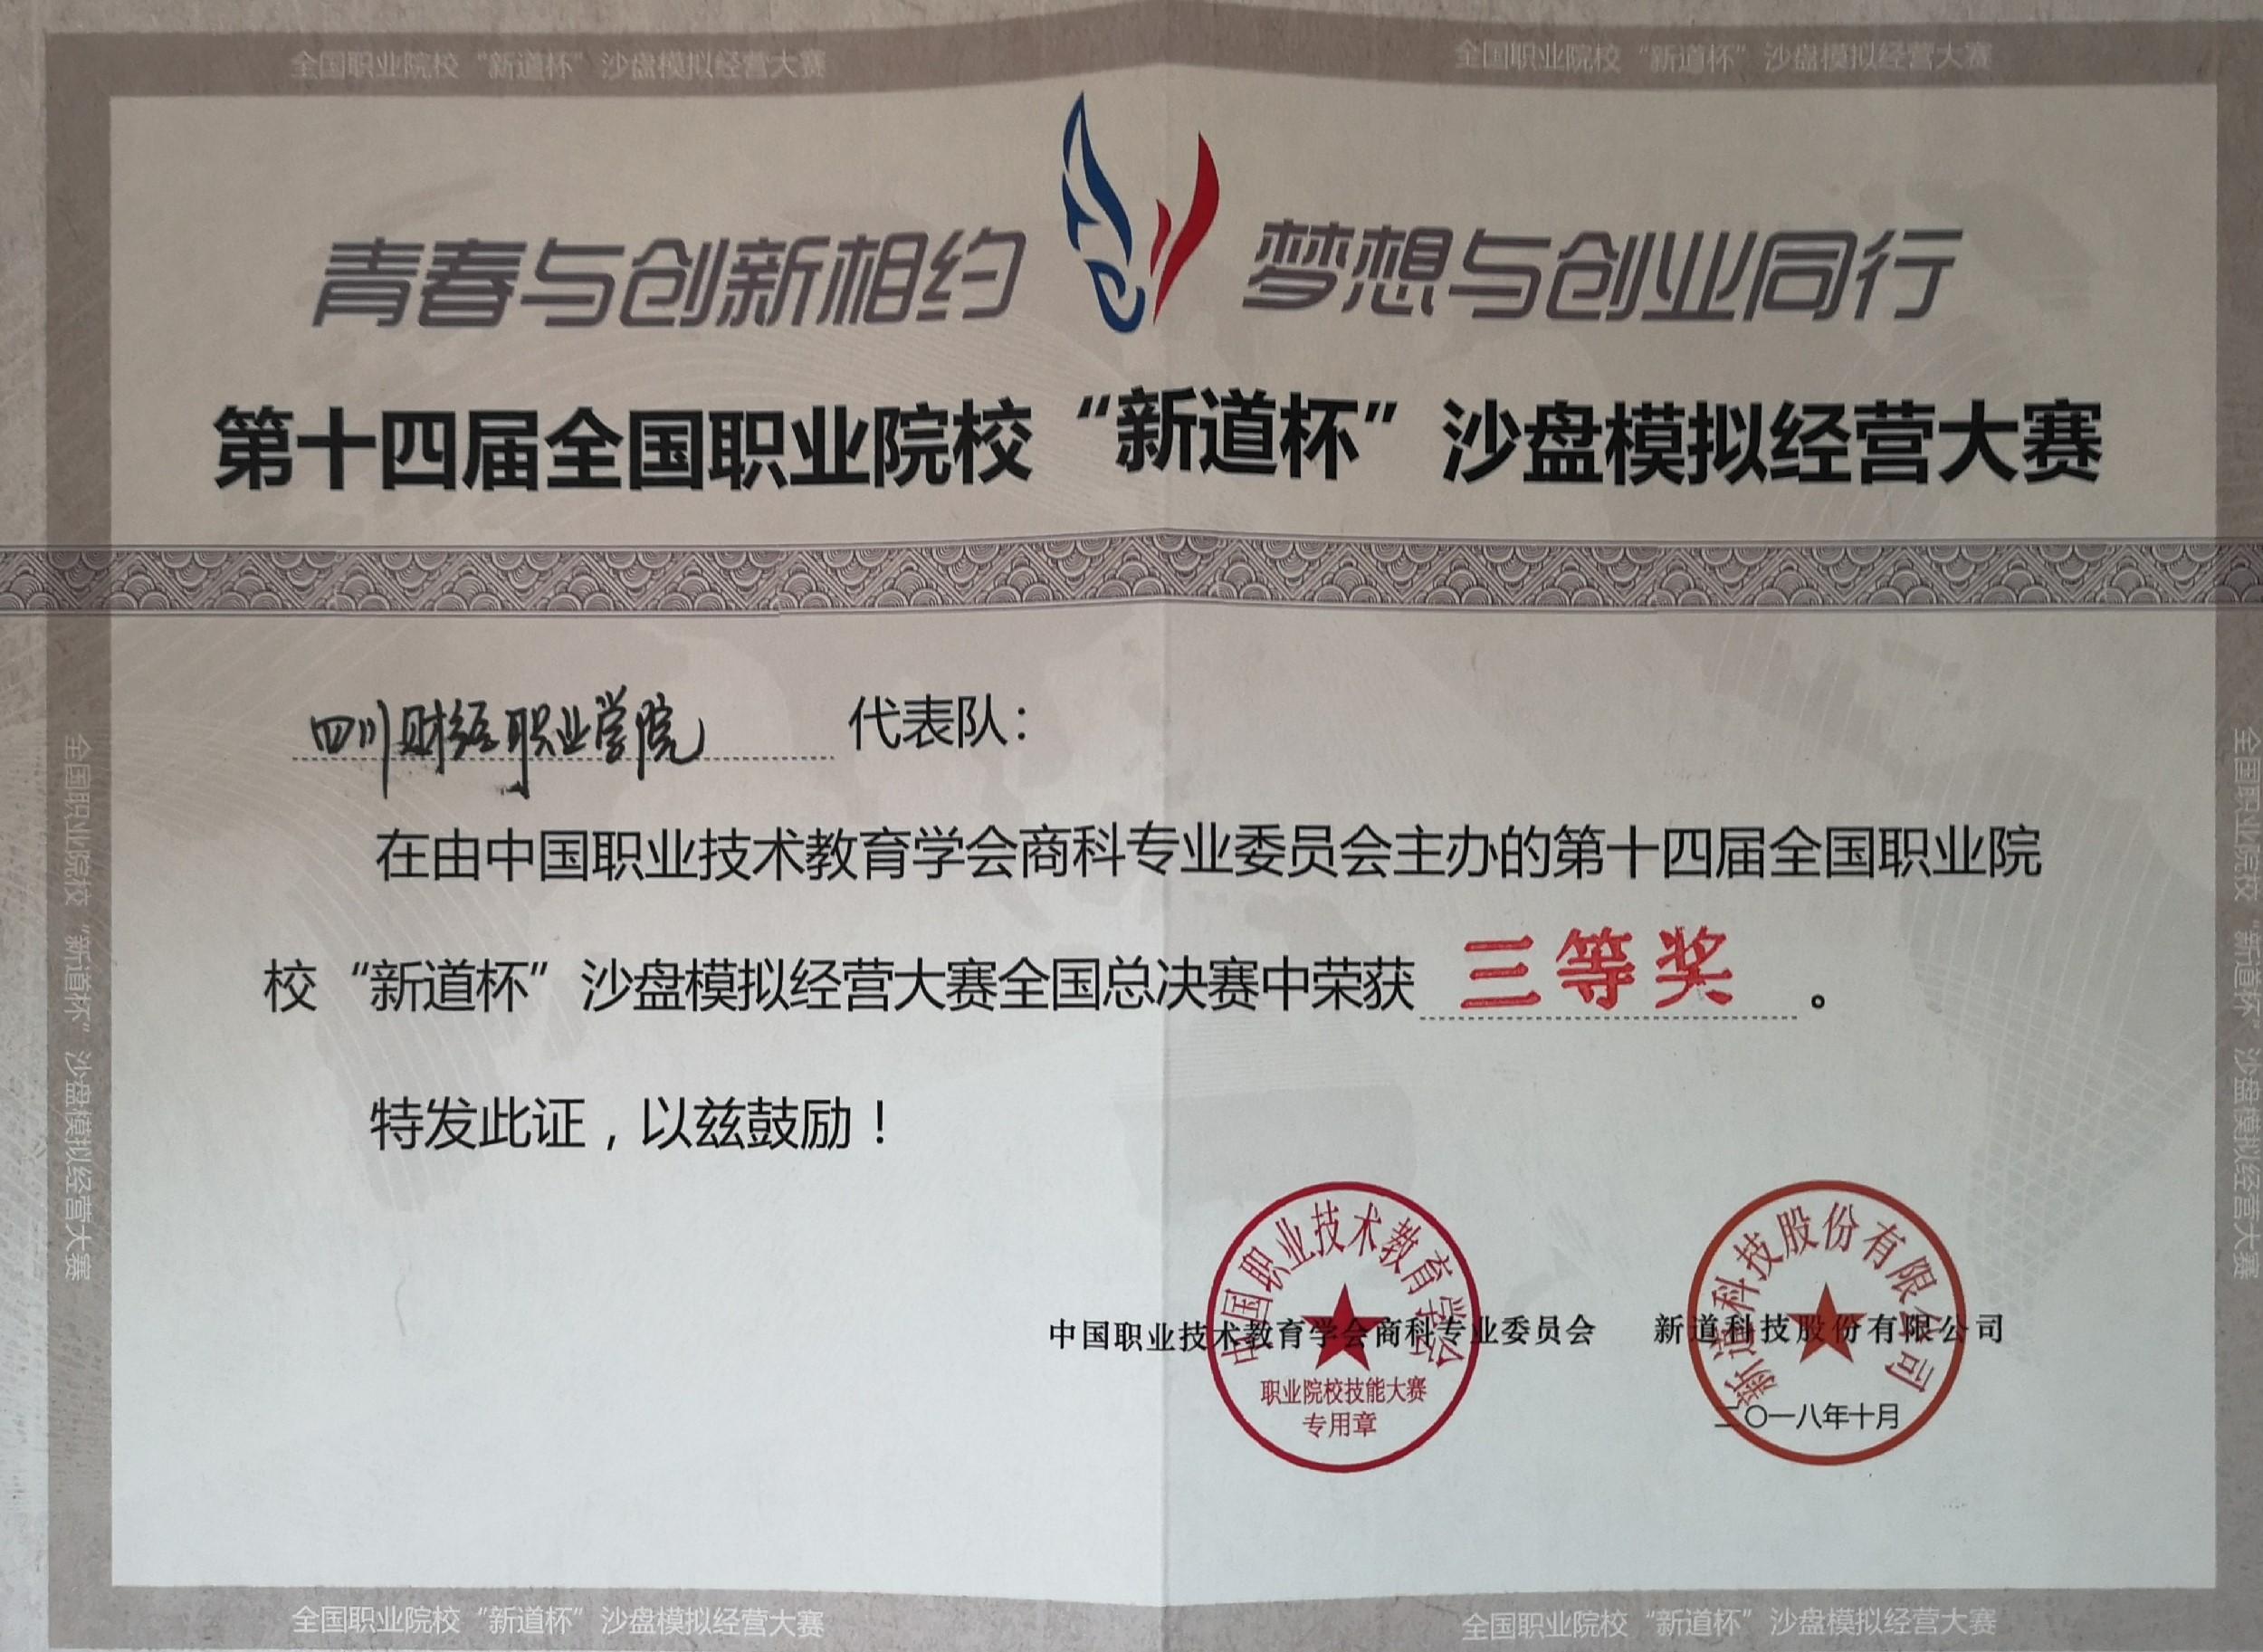 全国职业院校“新道杯”沙盘模拟经营大赛
全国职业院校“新道杯”沙盘模拟经营大赛
青春与创新相约 梦想与创业同行
第十四届全国职业院校“新道杯”沙盘模拟经营大赛
四川财经职业学院 代表队：
在由中国职业技术教育学会商科专业委员会主办的第十四届全国职业院
校“新道杯”沙盘模拟经营大赛全国总决赛中荣获 三等奖 。
特发此证，以兹鼓励！
中国职业技术教育学会商科专业委员会 新道科技股份有限公司
二〇一八年十月
中国职业技术教育学会
职业院校技能大赛
专用章
新道科技股份有限公司
全国职业院校“新道杯”沙盘模拟经营大赛
全国职业院校“新道杯”沙盘模拟经营大赛
全国职业院校“新道杯”沙盘模拟经营大赛
全国职业院校“新道杯”沙盘模拟经营大赛